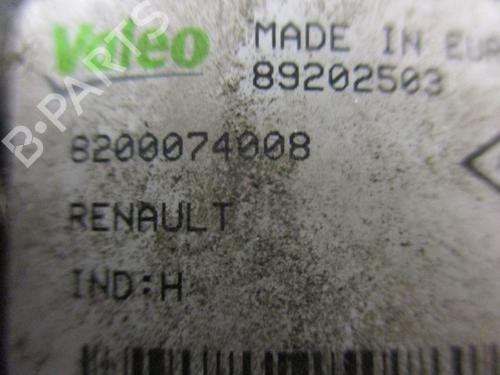 Valeo
MADE IN EUR
89202503
8200074008
RENAULT
IND:H
B·PARTS